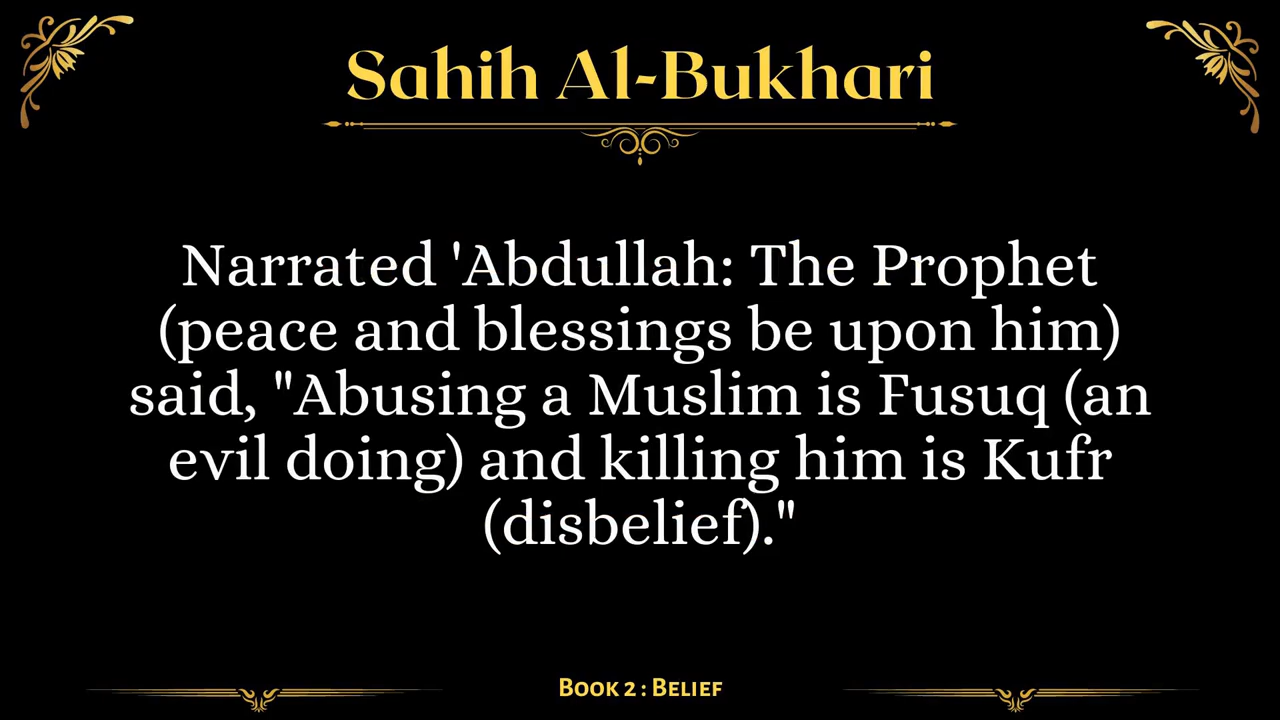 Sahih Al-Bukhari
Narrated 'Abdullah: The Prophet
(peace and blessings be upon him)
said, "Abusing a Muslim is Fusuq (an
evil doing) and killing him is Kufr
(disbelief)."
Book 2 : Belief